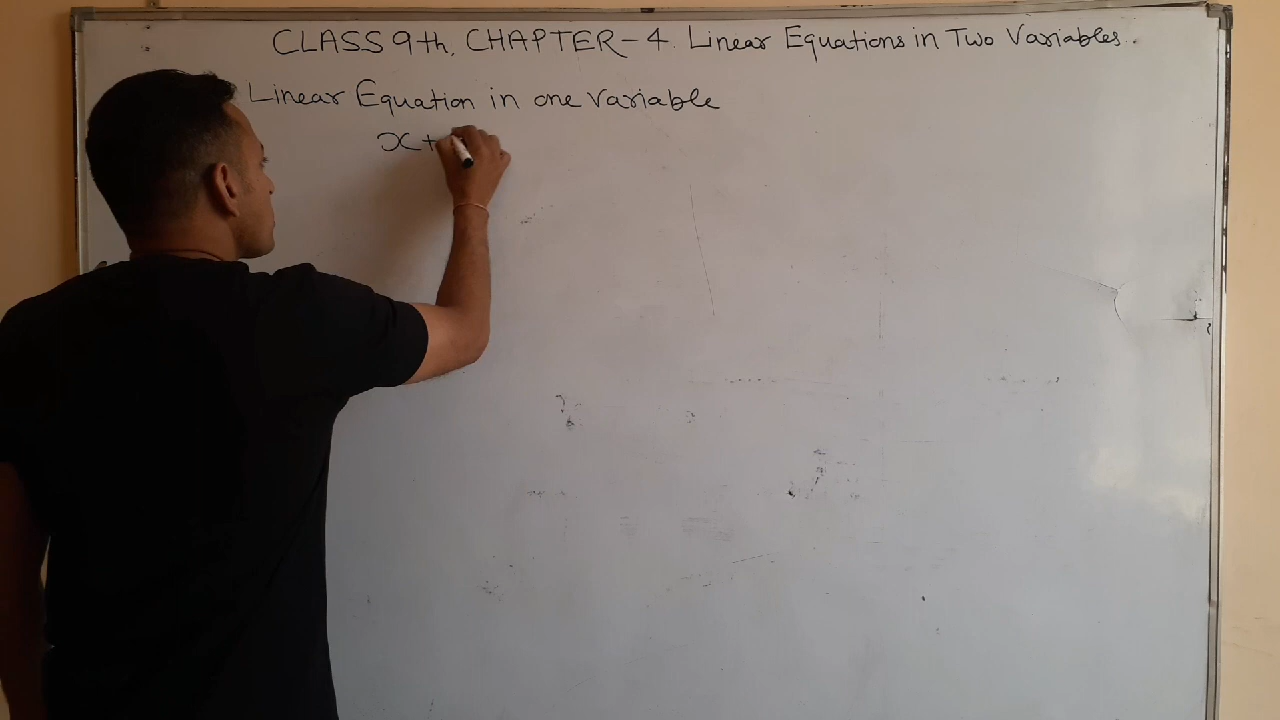 CLASS 9th, CHAPTER-4. Linear Equations in Two Variables.
Linear Equation in one variable
x+